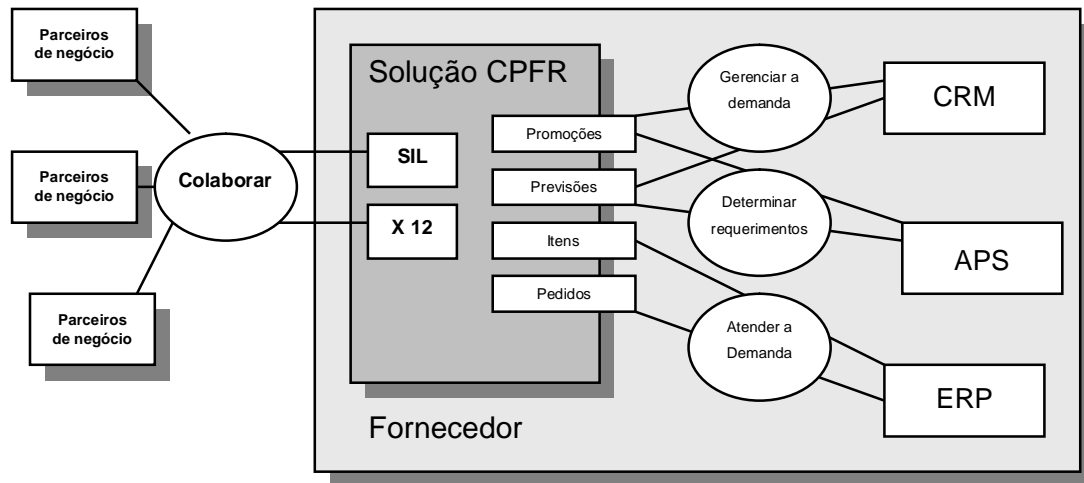 Parceiros
de negócio
Parceiros
de negócio
Parceiros
de negócio
Colaborar
Solução CPFR
SIL
X 12
Promoções
Previsões
Itens
Pedidos
Gerenciar a
demanda
Determinar
requerimentos
Atender a
Demanda
CRM
APS
ERP
Fornecedor